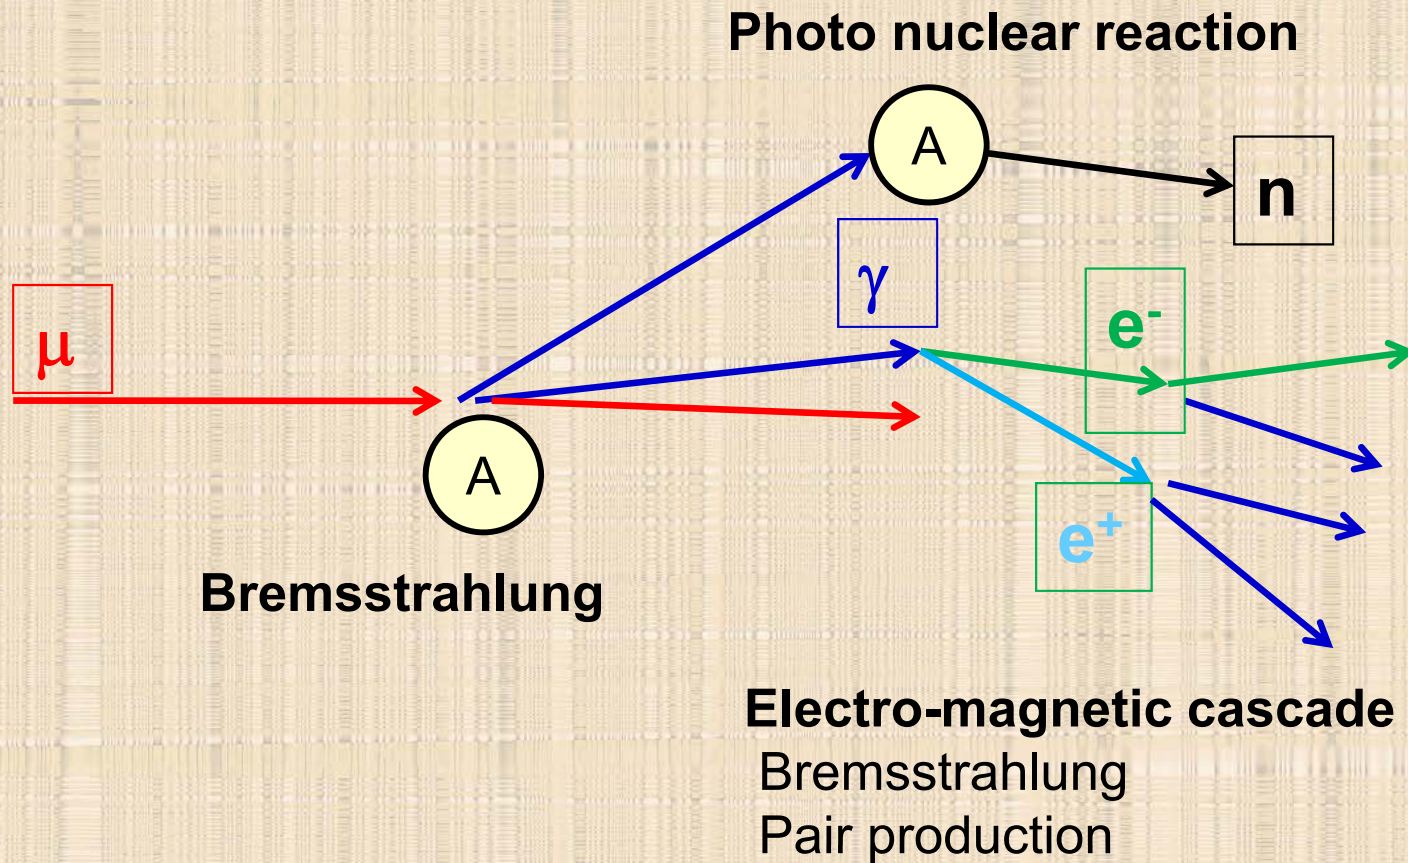 Photo nuclear reaction
A
n
γ
e⁻
μ
A
e⁺
Bremsstrahlung
Electro-magnetic cascade
Bremsstrahlung
Pair production